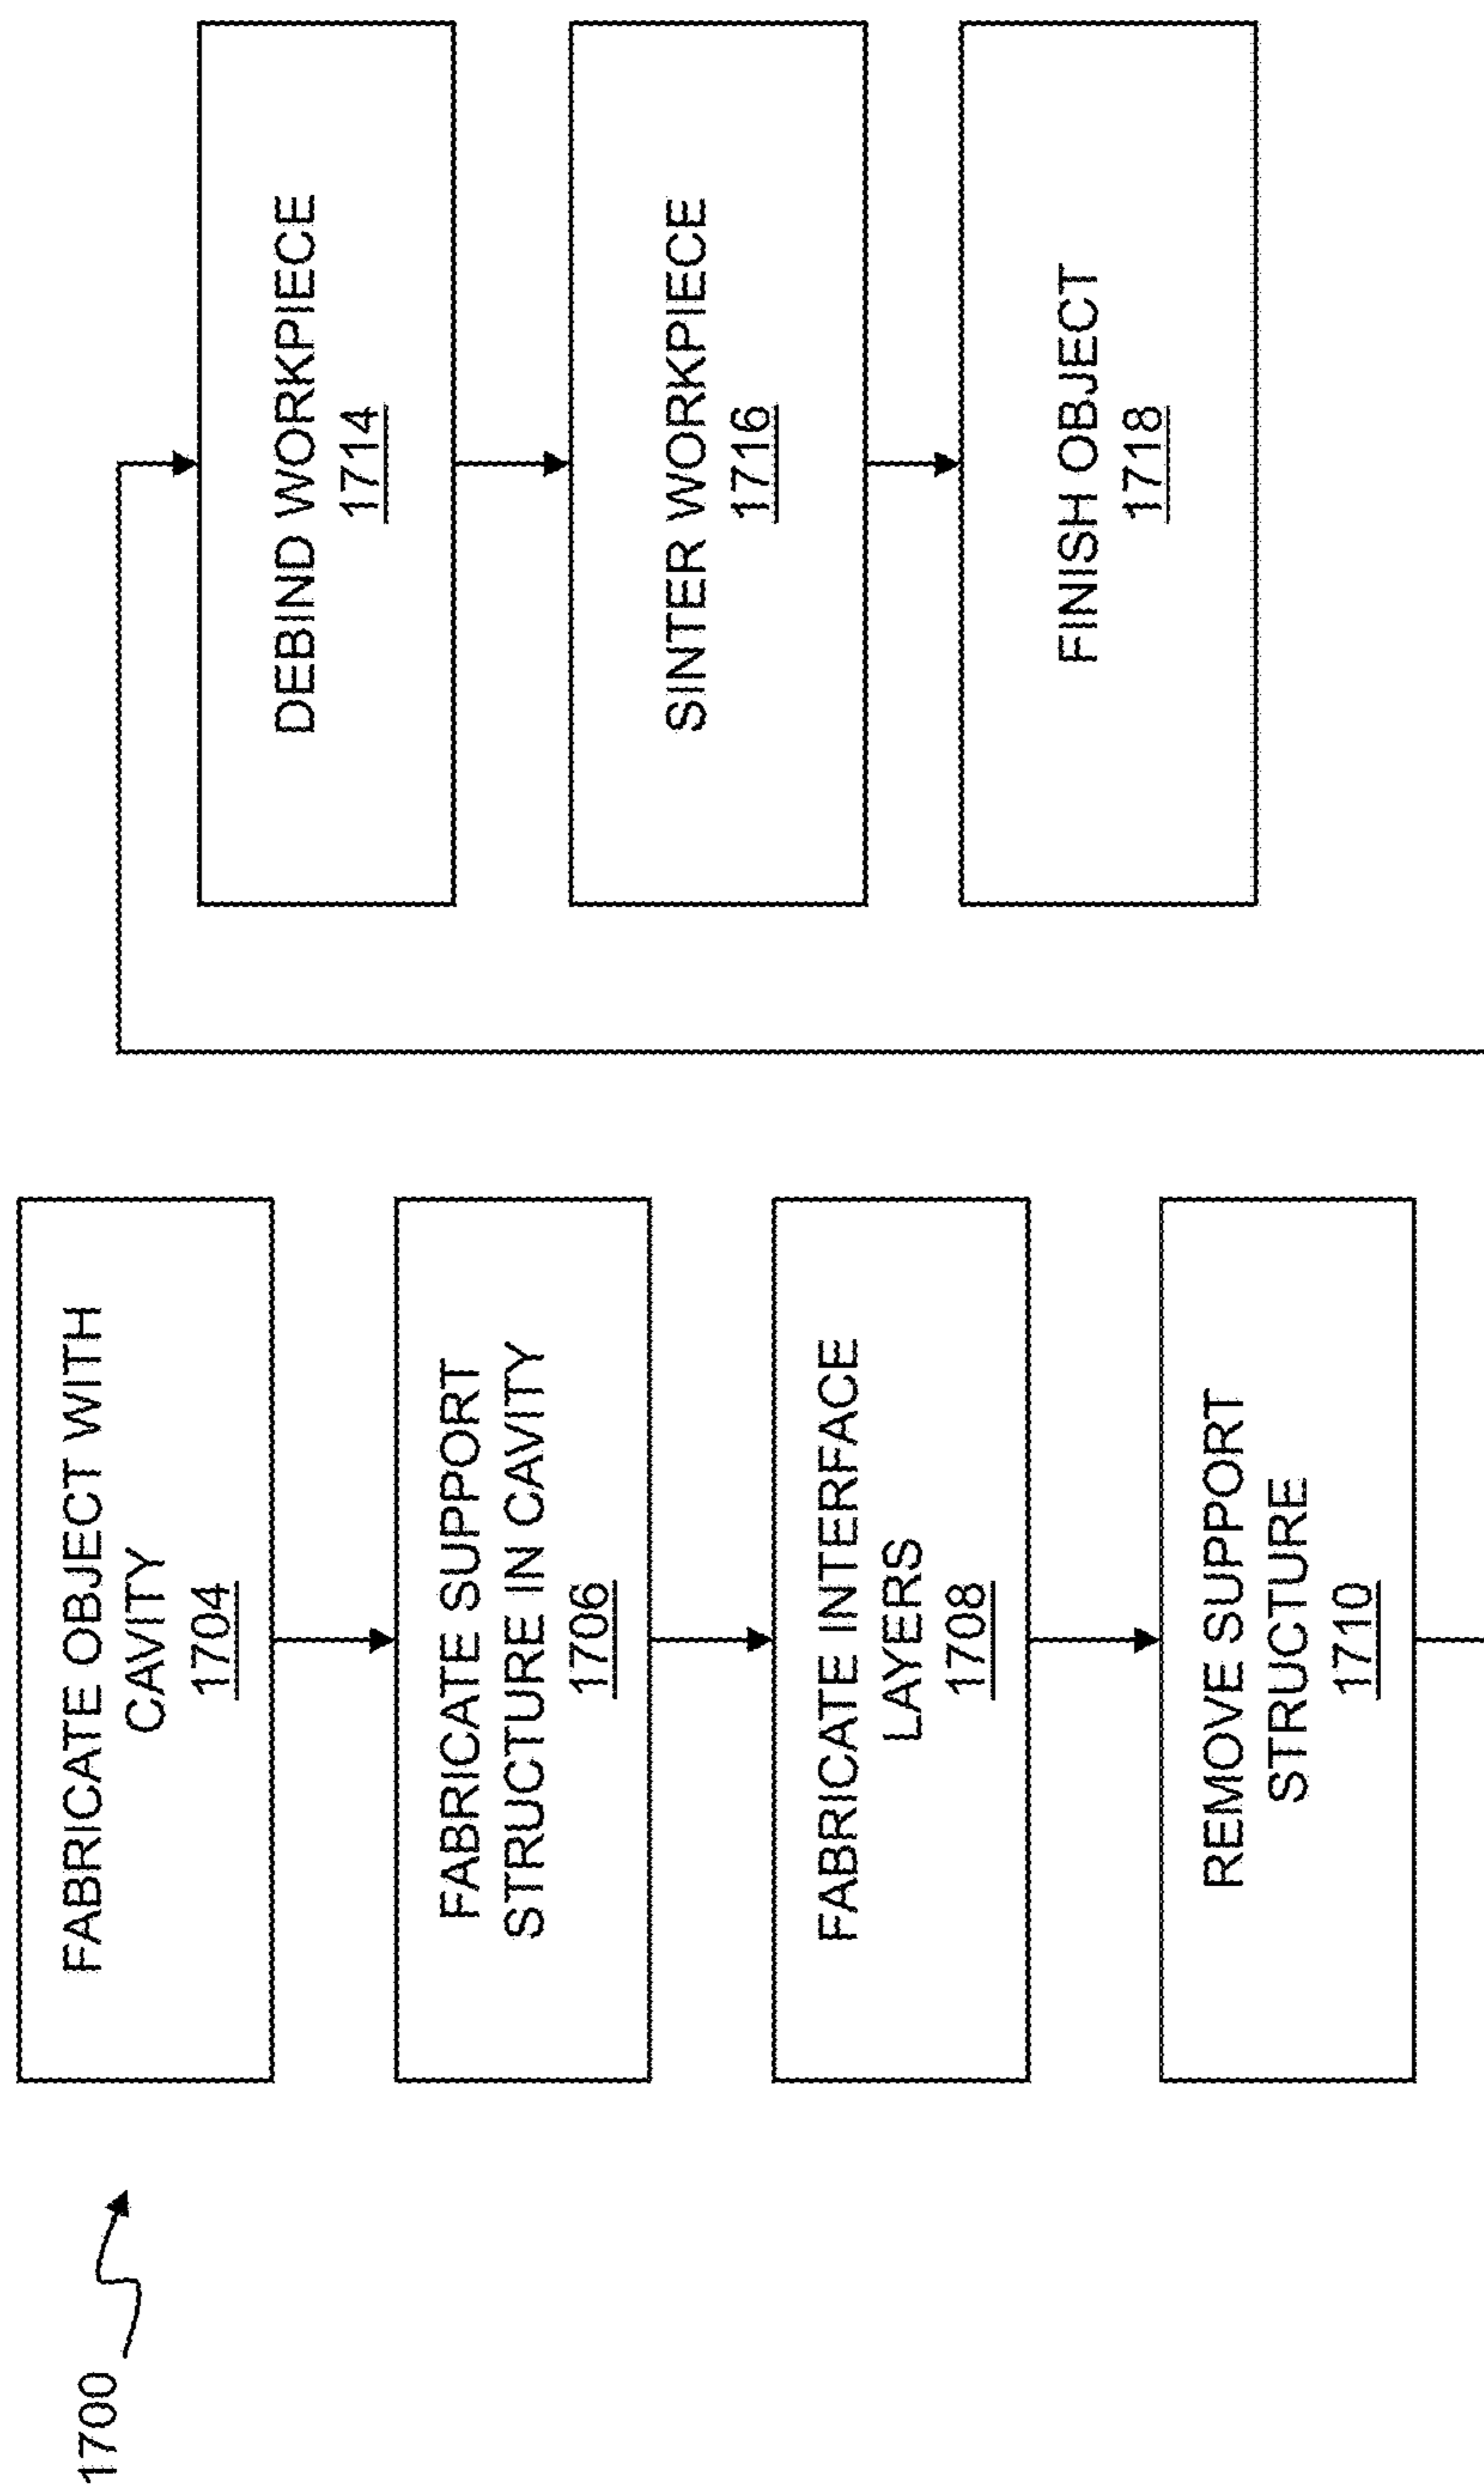 1700
FABRICATE OBJECT WITH
CAVITY
1704
FABRICATE SUPPORT
STRUCTURE IN CAVITY
1706
FABRICATE INTERFACE
LAYERS
1708
REMOVE SUPPORT
STRUCTURE
1710
DEBIND WORKPIECE
1714
SINTER WORKPIECE
1716
FINISH OBJECT
1718